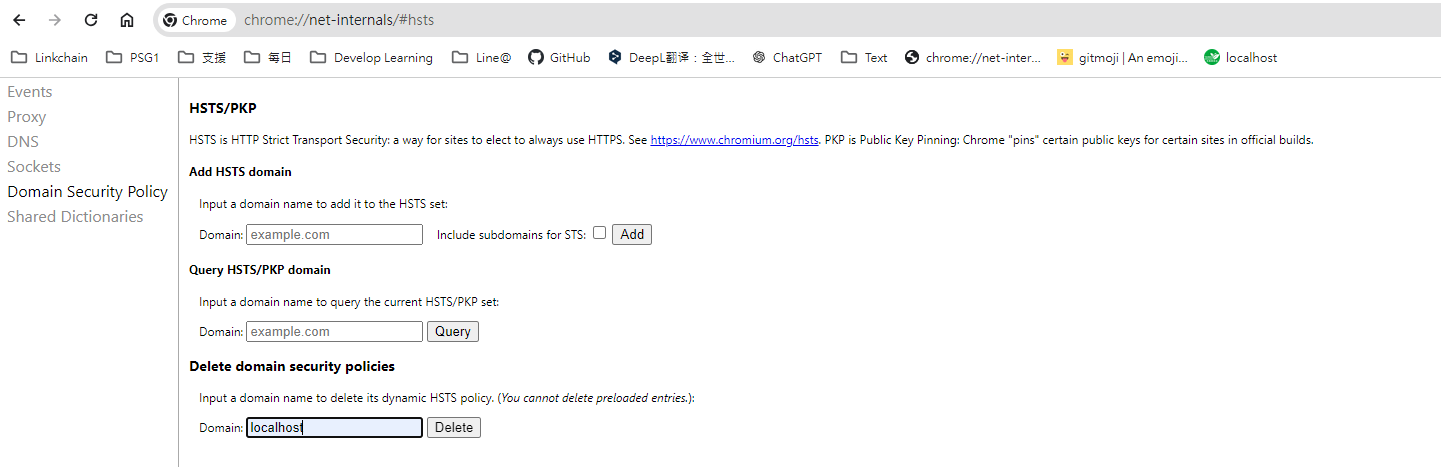 Chrome chrome://net-internals/#hsts
Linkchain PSG1 支援 每日 Develop Learning Line@ GitHub DeepL翻译：全世... ChatGPT Text chrome://net-inter... gitmoji | An emoji... localhost
Events
Proxy
DNS
Sockets
Domain Security Policy
Shared Dictionaries
HSTS/PKP
HSTS is HTTP Strict Transport Security: a way for sites to elect to always use HTTPS. See https://www.chromium.org/hsts. PKP is Public Key Pinning: Chrome "pins" certain public keys for certain sites in official builds.
Add HSTS domain
Input a domain name to add it to the HSTS set:
Domain: example.com Include subdomains for STS: Add
Query HSTS/PKP domain
Input a domain name to query the current HSTS/PKP set:
Domain: example.com Query
Delete domain security policies
Input a domain name to delete its dynamic HSTS policy. (You cannot delete preloaded entries.):
Domain: localhost Delete